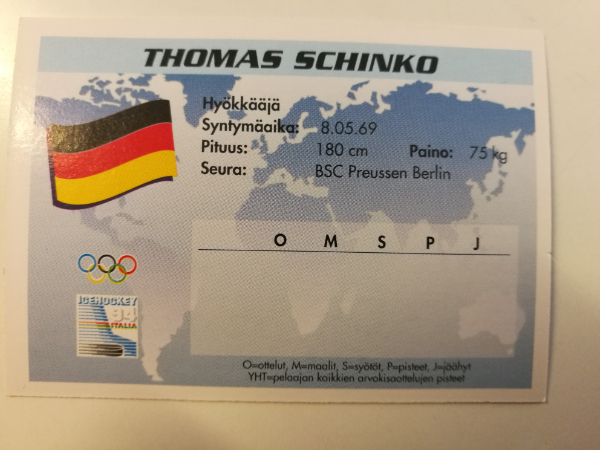 THOMAS SCHINKO
Hyökkääjä
Syntymäaika: 8.05.69
Pituus: 180 cm Paino: 75 kg
Seura: BSC Preussen Berlin
O M S P J
ICEHOCKEY
94
ITALIA
O=ottelut, M=maalit, S=syötöt, P=pisteet, J=jäähyt
YHT=pelaajan koikkien arvokisaottelujen pisteet